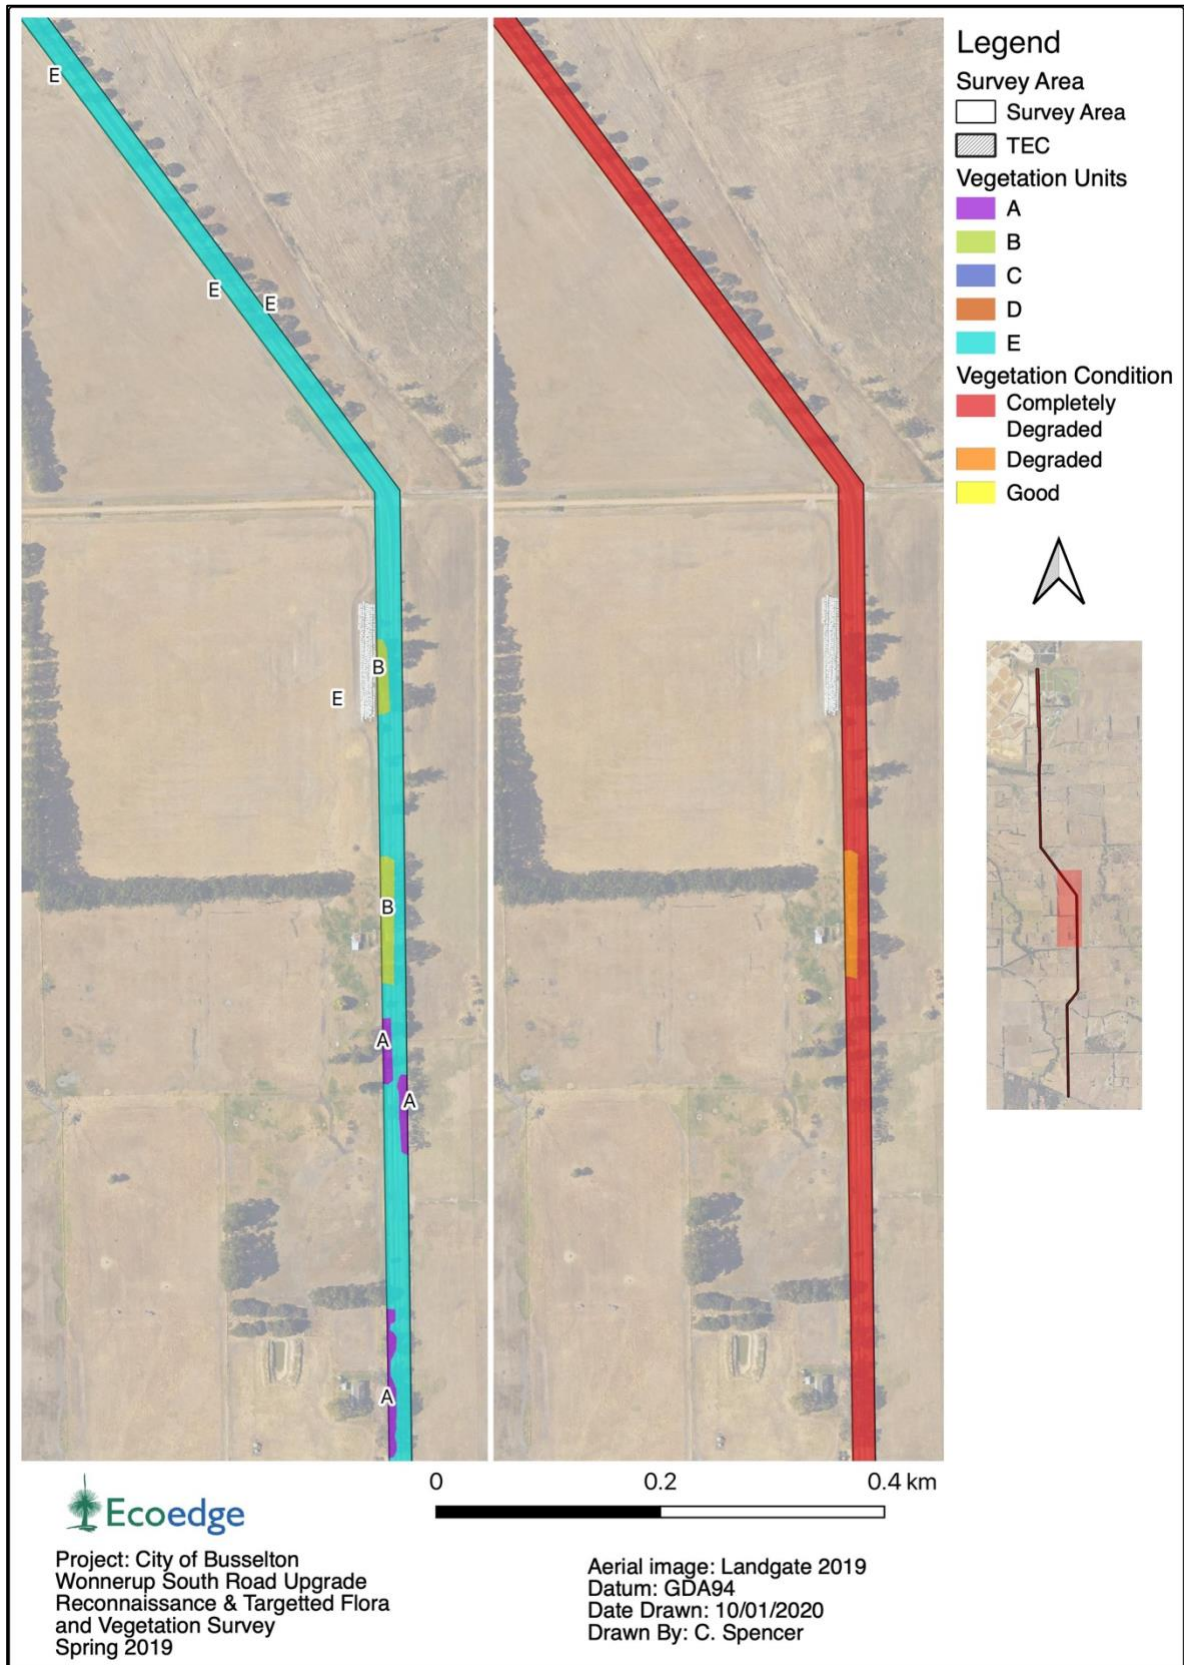 Legend
Survey Area
Survey Area
TEC
Vegetation Units
A
B
C
D
E
Vegetation Condition
Completely
Degraded
Degraded
Good
E
E
E
B
E
B
A
A
A
0 0.2 0.4 km
Ecoedge
Project: City of Busselton
Wonnerup South Road Upgrade
Reconnaissance & Targetted Flora
and Vegetation Survey
Spring 2019
Aerial image: Landgate 2019
Datum: GDA94
Date Drawn: 10/01/2020
Drawn By: C. Spencer